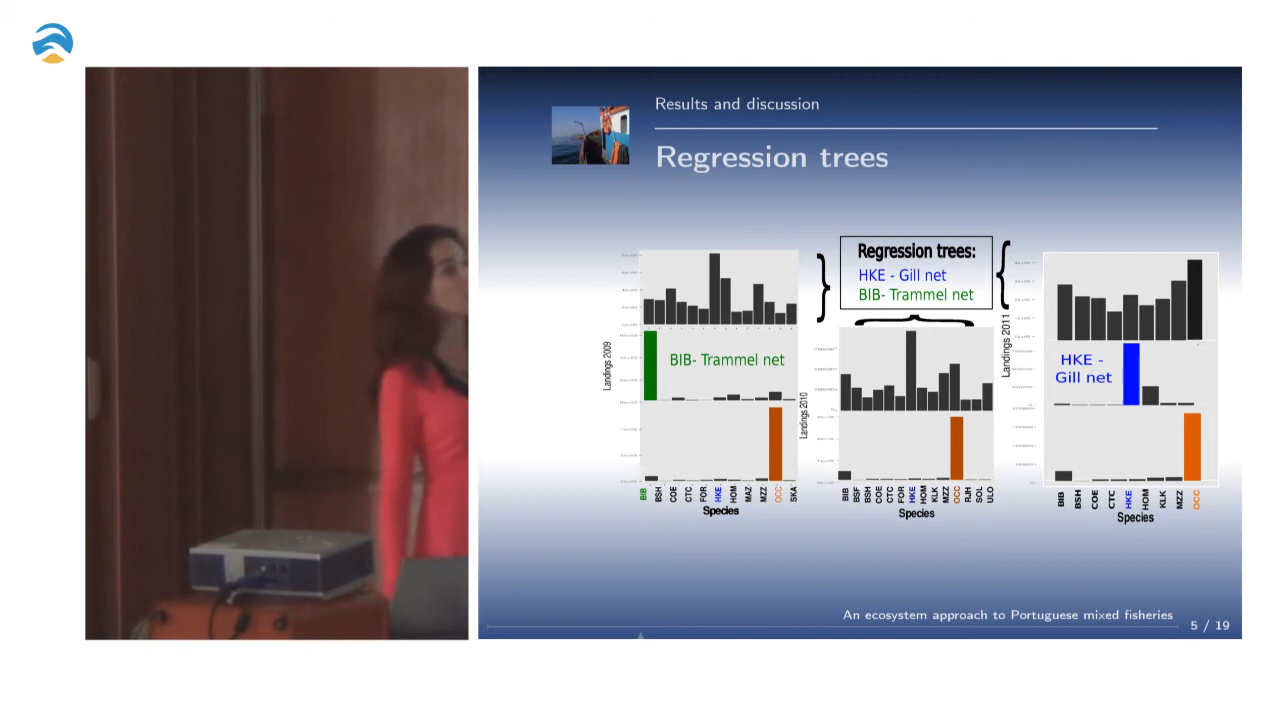 Results and discussion
Regression trees
Regression trees:
HKE - Gill net
BIB- Trammel net
Landings 2009
BIB- Trammel net
BIB BSH COE CTC FOR HKE HOM MAZ MZZ OCC SKA
Species
Landings 2010
BIB BSF BSH COE CTC FOR HKE HOM KLK MZZ OCC RJH SOL ULO
Species
Landings 2011
HKE -
Gill net
BIB BSH COE CTC HKE HOM KLK MZZ OCC
Species
An ecosystem approach to Portuguese mixed fisheries
5 / 19